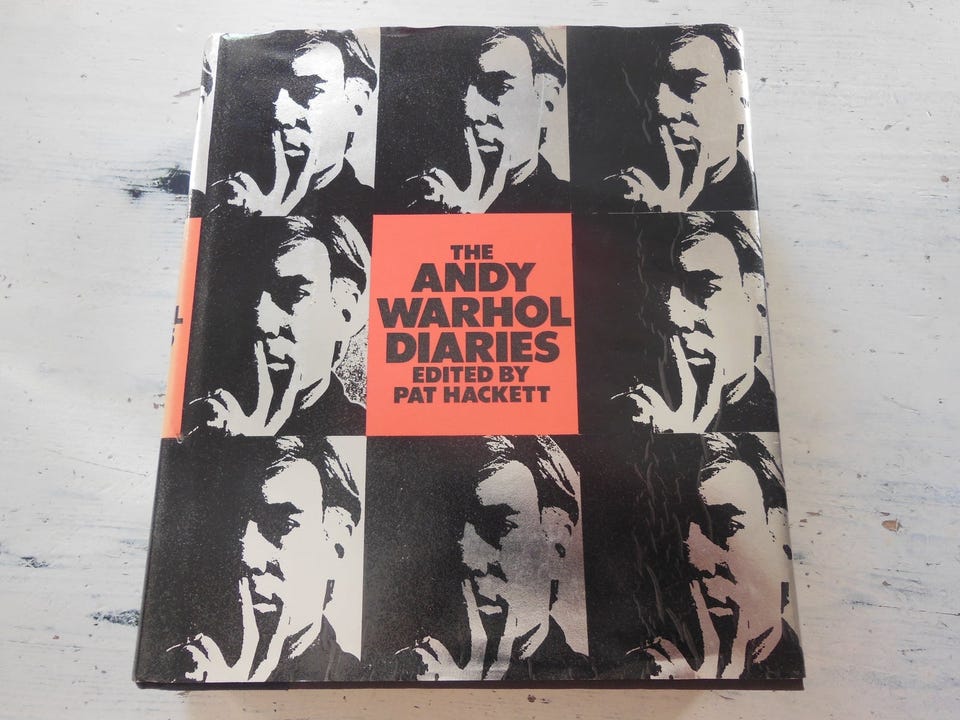 THE
ANDY
WARHOL
DIARIES
EDITED BY
PAT HACKETT